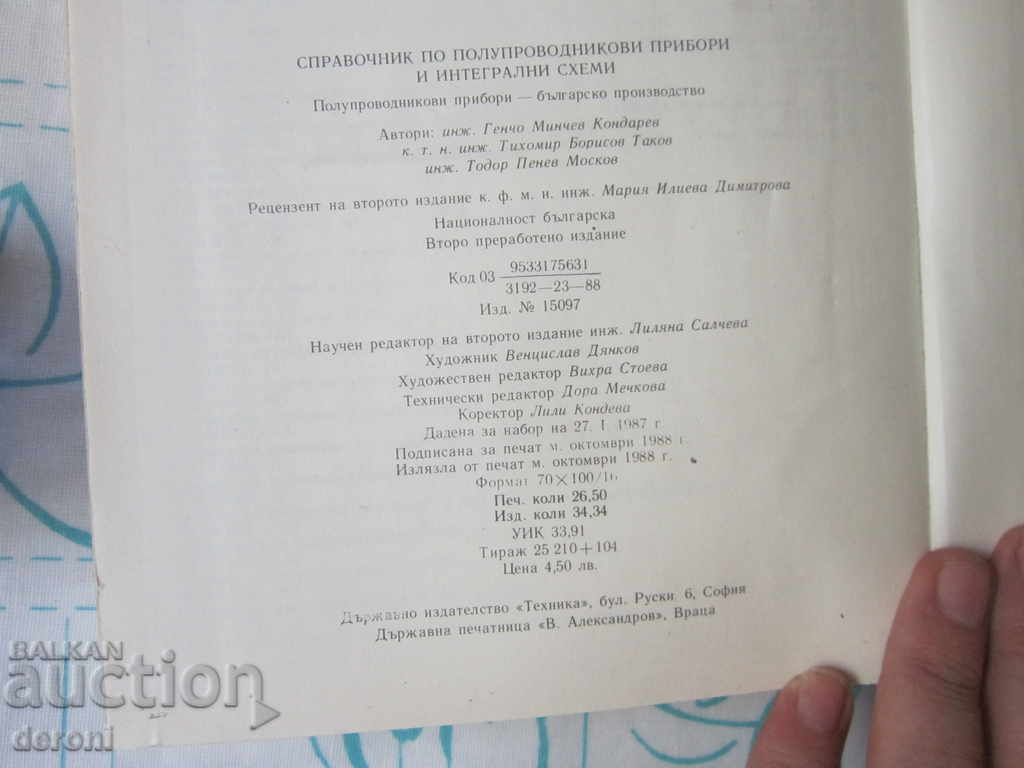 СПРАВОЧНИК ПО ПОЛУПРОВОДНИКОВИ ПРИБОРИ
И ИНТЕГРАЛНИ СХЕМИ
Полупроводникови прибори — българско производство
Автори: инж. Генчо Минчев Кондарев
к. т. н. инж. Тихомир Борисов Таков
инж. Тодор Пенев Москов
Рецензент на второто издание к. ф. м. н. инж. Мария Илиева Димитрова
Националност българска
Второ преработено издание
Код 03 9533175631
3192—23—88
Изд. № 15097
Научен редактор на второто издание инж. Лиляна Салчева
Художник Венцислав Дянков
Художествен редактор Вихра Стоева
Технически редактор Дора Мечкова
Коректор Лили Кондева
Дадена за набор на 27. I. 1987 г.
Подписана за печат м. октомври 1988 г.
Излязла от печат м. октомври 1988 г.
Формат 70×100/16
Печ. коли 26,50
Изд. коли 34,34
УИК 33,91
Тираж 25 210+104
Цена 4,50 лв.
Държавно издателство «Техника», бул. Руски 6, София
Държавна печатница «В. Александров», Враца
BALKAN
auction
deroni